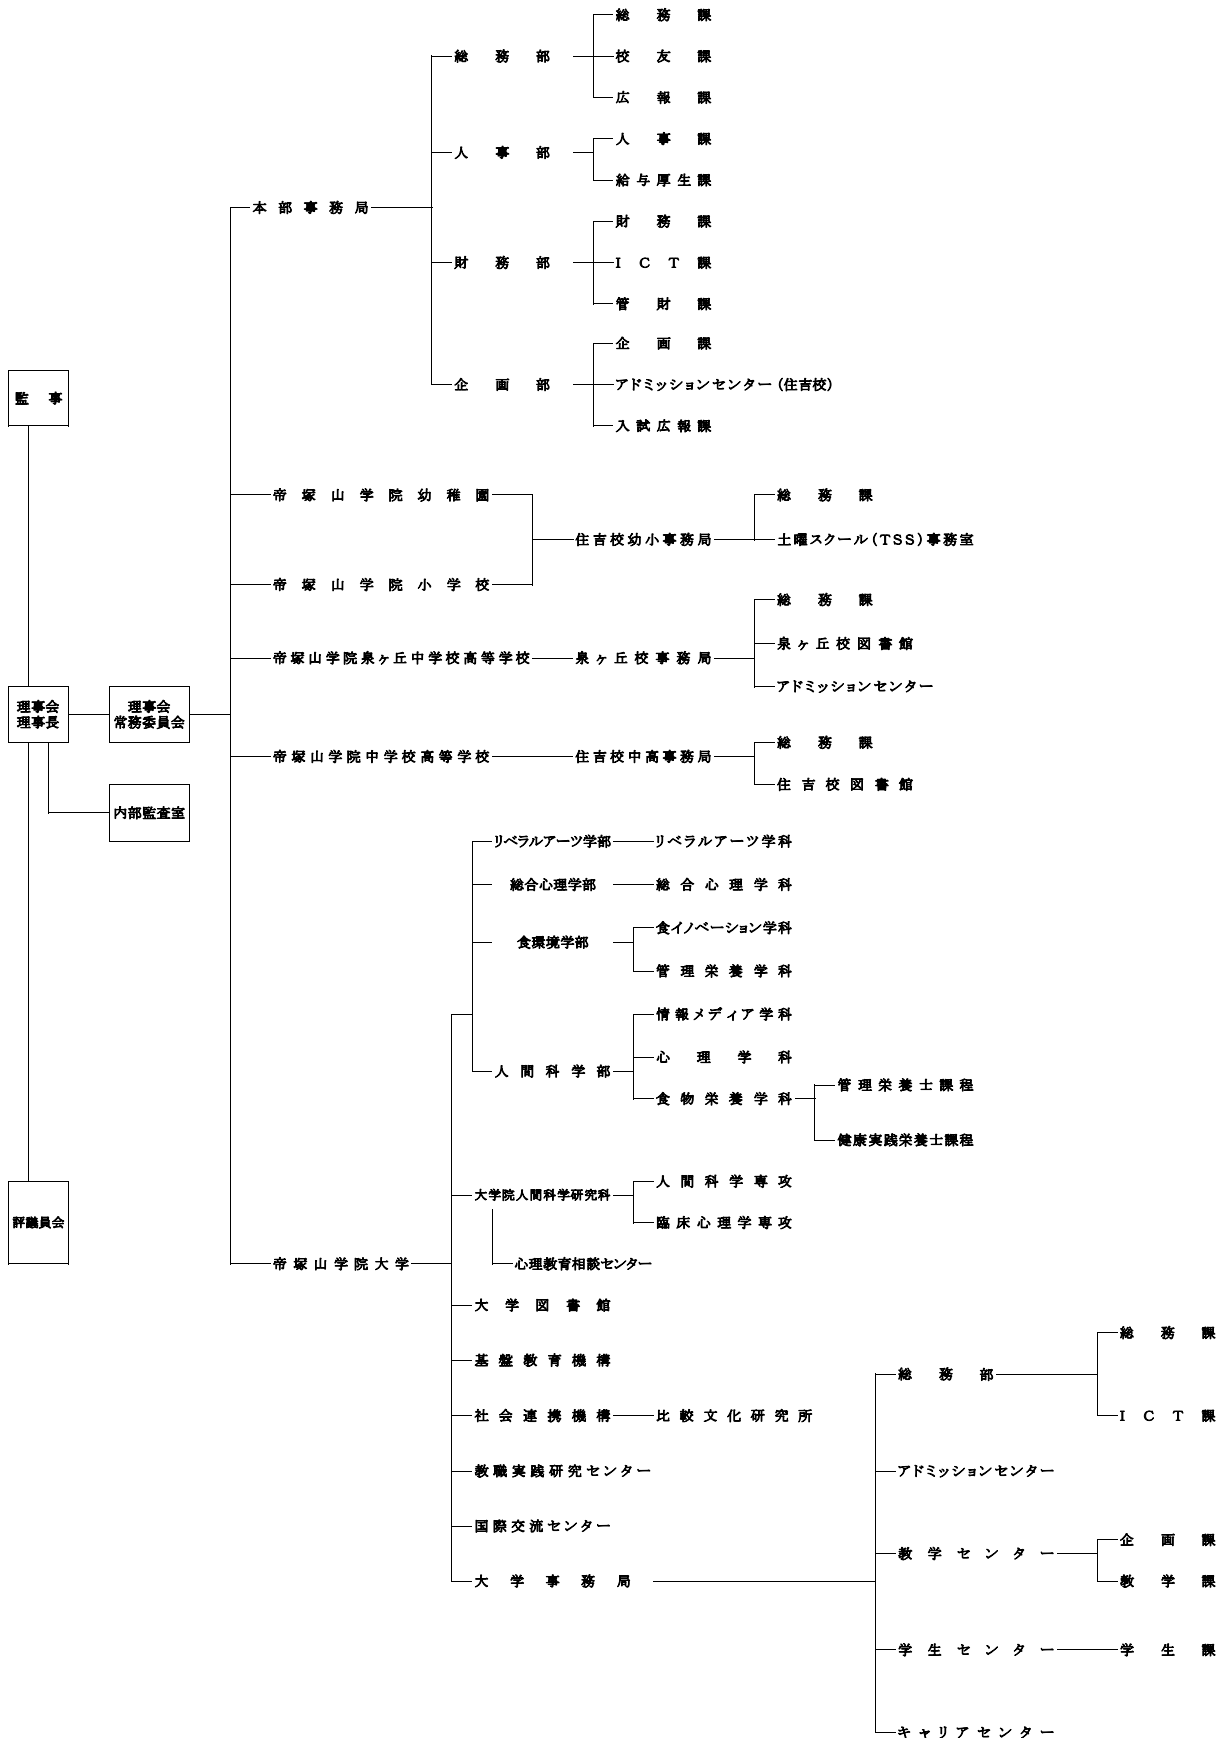 総務課
総務部
校友課
広報課
人事部
人事課
給与厚生課
本部事務局
財務課
財務部
ICT課
管財課
企画課
企画部
アドミッションセンター(住吉校)
入試広報課
監事
帝塚山学院幼稚園
総務課
住吉校幼小事務局
土曜スクール(TSS)事務室
帝塚山学院小学校
総務課
帝塚山学院泉ヶ丘中学校高等学校
泉ヶ丘校事務局
泉ヶ丘校図書館
アドミッションセンター
理事会
理事長
理事会
常務委員会
帝塚山学院中学校高等学校
住吉校中高事務局
総務課
住吉校図書館
内部監査室
リベラルアーツ学部
リベラルアーツ学科
総合心理学部
総合心理学科
食環境学部
食イノベーション学科
管理栄養学科
情報メディア学科
心理学科
人間科学部
食物栄養学科
管理栄養士課程
健康実践栄養士課程
大学院人間科学研究科
人間科学専攻
臨床心理学専攻
評議員会
帝塚山学院大学
心理教育相談センター
大学図書館
基盤教育機構
社会連携機構
比較文化研究所
教職実践研究センター
国際交流センター
大学事務局
総務部
総務課
ICT課
アドミッションセンター
教学センター
企画課
教学課
学生センター
学生課
キャリアセンター